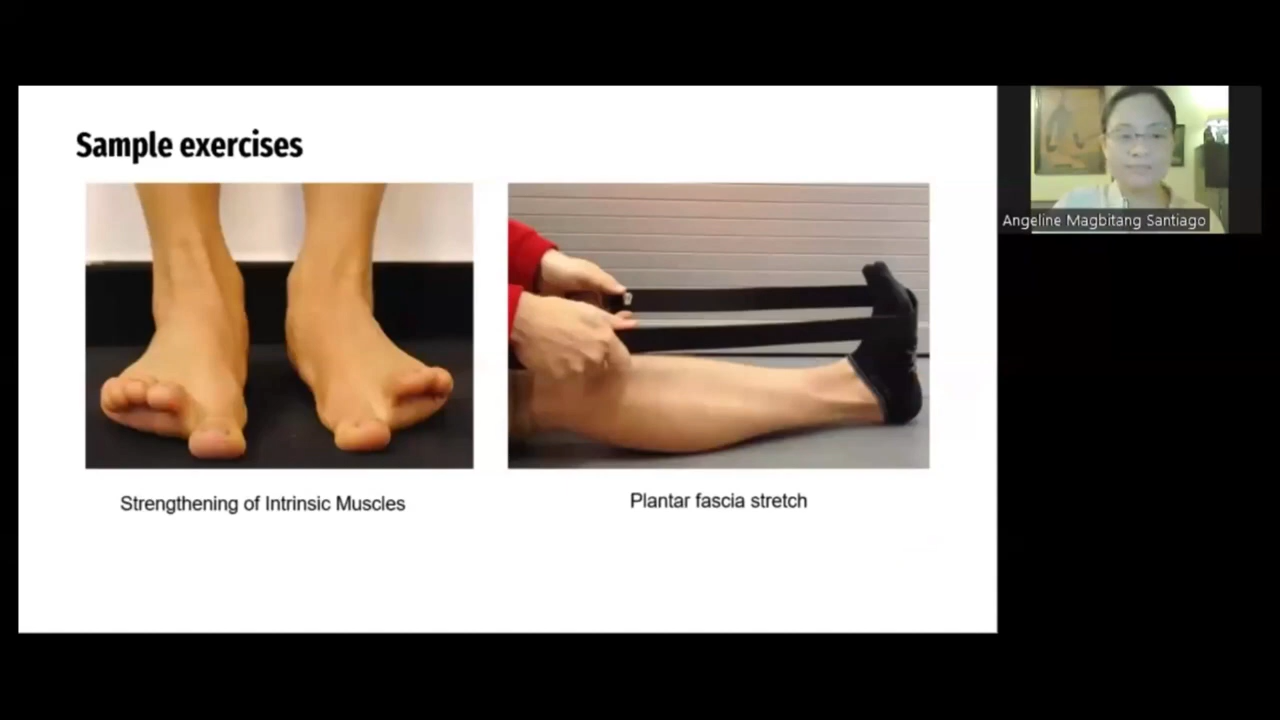 Sample exercises
Strengthening of Intrinsic Muscles
Plantar fascia stretch
Angeline Magbitang Santiago